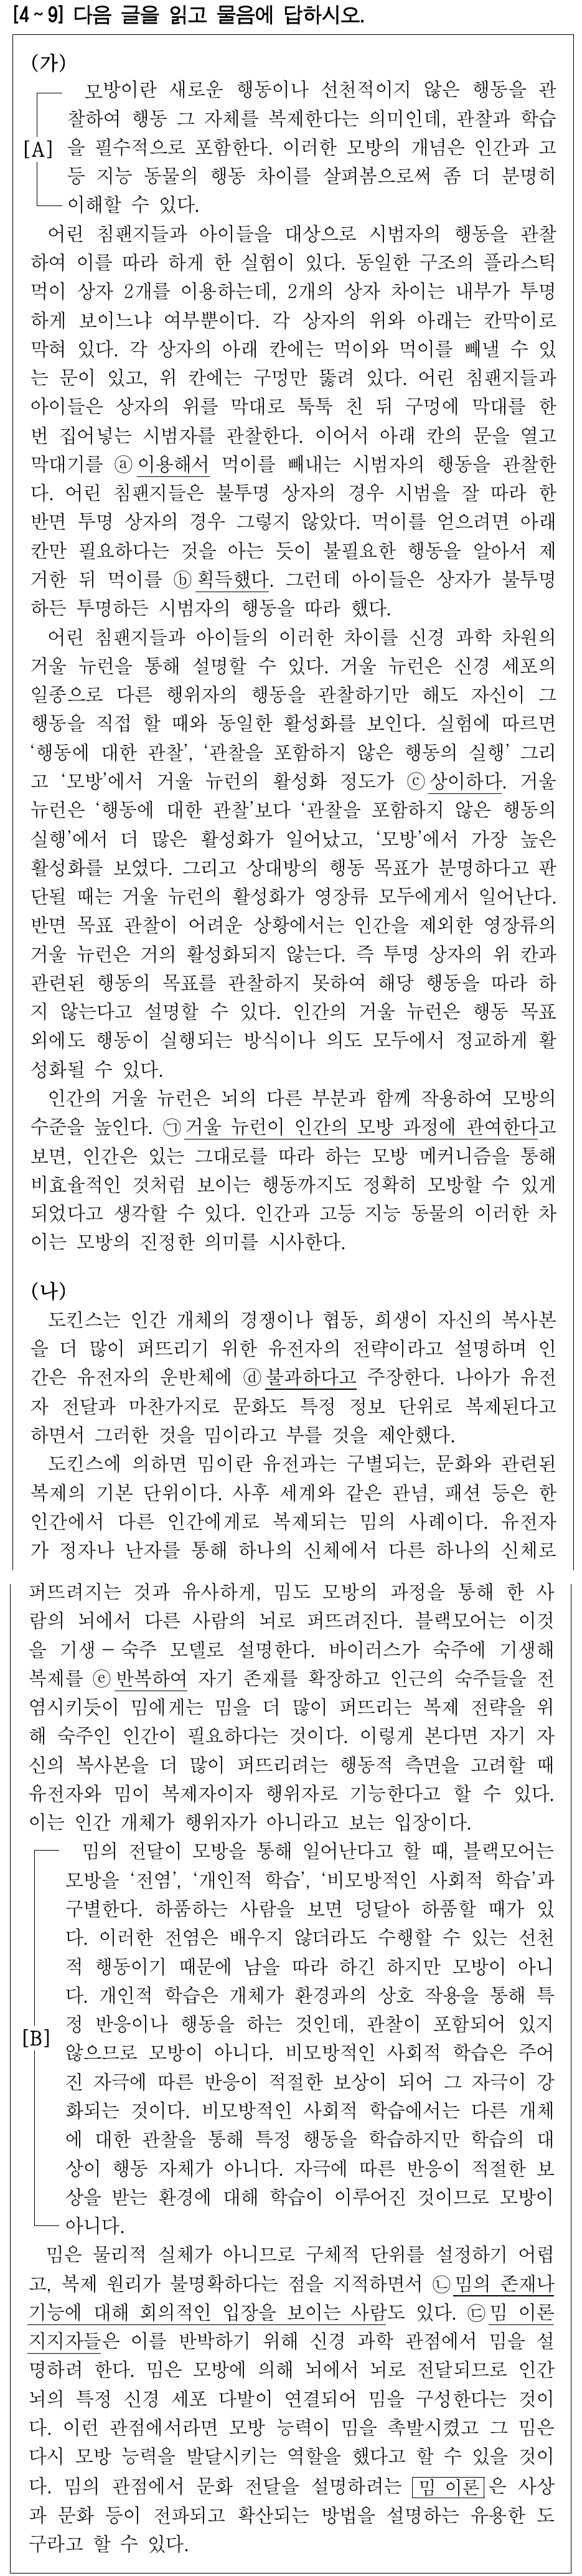 [4～9] 다음 글을 읽고 물음에 답하시오.
(가)
모방이란 새로운 행동이나 선천적이지 않은 행동을 관
찰하여 행동 그 자체를 복제한다는 의미인데, 관찰과 학습
[A] 을 필수적으로 포함한다. 이러한 모방의 개념은 인간과 고
등 지능 동물의 행동 차이를 살펴봄으로써 좀 더 분명히
이해할 수 있다.
어린 침팬지들과 아이들을 대상으로 시범자의 행동을 관찰
하여 이를 따라 하게 한 실험이 있다. 동일한 구조의 플라스틱
먹이 상자 2개를 이용하는데, 2개의 상자 차이는 내부가 투명
하게 보이느냐 여부뿐이다. 각 상자의 위와 아래는 칸막이로
막혀 있다. 각 상자의 아래 칸에는 먹이와 먹이를 빼낼 수 있
는 문이 있고, 위 칸에는 구멍만 뚫려 있다. 어린 침팬지들과
아이들은 상자의 위를 막대로 툭툭 친 뒤 구멍에 막대를 한
번 집어넣는 시범자를 관찰한다. 이어서 아래 칸의 문을 열고
막대기를 ⓐ이용해서 먹이를 빼내는 시범자의 행동을 관찰한
다. 어린 침팬지들은 불투명 상자의 경우 시범을 잘 따라 한
반면 투명 상자의 경우 그렇지 않았다. 먹이를 얻으려면 아래
칸만 필요하다는 것을 아는 듯이 불필요한 행동을 알아서 제
거한 뒤 먹이를 ⓑ획득했다. 그런데 아이들은 상자가 불투명
하든 투명하든 시범자의 행동을 따라 했다.
어린 침팬지들과 아이들의 이러한 차이를 신경 과학 차원의
거울 뉴런을 통해 설명할 수 있다. 거울 뉴런은 신경 세포의
일종으로 다른 행위자의 행동을 관찰하기만 해도 자신이 그
행동을 직접 할 때와 동일한 활성화를 보인다. 실험에 따르면
‘행동에 대한 관찰’, ‘관찰을 포함하지 않은 행동의 실행’ 그리
고 ‘모방’에서 거울 뉴런의 활성화 정도가 ⓒ상이하다. 거울
뉴런은 ‘행동에 대한 관찰’보다 ‘관찰을 포함하지 않은 행동의
실행’에서 더 많은 활성화가 일어났고, ‘모방’에서 가장 높은
활성화를 보였다. 그리고 상대방의 행동 목표가 분명하다고 판
단될 때는 거울 뉴런의 활성화가 영장류 모두에게서 일어난다.
반면 목표 관찰이 어려운 상황에서는 인간을 제외한 영장류의
거울 뉴런은 거의 활성화되지 않는다. 즉 투명 상자의 위 칸과
관련된 행동의 목표를 관찰하지 못하여 해당 행동을 따라 하
지 않는다고 설명할 수 있다. 인간의 거울 뉴런은 행동 목표
외에도 행동이 실행되는 방식이나 의도 모두에서 정교하게 활
성화될 수 있다.
인간의 거울 뉴런은 뇌의 다른 부분과 함께 작용하여 모방의
수준을 높인다. ㉠거울 뉴런이 인간의 모방 과정에 관여한다고
보면, 인간은 있는 그대로를 따라 하는 모방 메커니즘을 통해
비효율적인 것처럼 보이는 행동까지도 정확히 모방할 수 있게
되었다고 생각할 수 있다. 인간과 고등 지능 동물의 이러한 차
이는 모방의 진정한 의미를 시사한다.
(나)
도킨스는 인간 개체의 경쟁이나 협동, 희생이 자신의 복사본
을 더 많이 퍼뜨리기 위한 유전자의 전략이라고 설명하며 인
간은 유전자의 운반체에 ⓓ불과하다고 주장한다. 나아가 유전
자 전달과 마찬가지로 문화도 특정 정보 단위로 복제된다고
하면서 그러한 것을 밈이라고 부를 것을 제안했다.
도킨스에 의하면 밈이란 유전과는 구별되는, 문화와 관련된
복제의 기본 단위이다. 사후 세계와 같은 관념, 패션 등은 한
인간에서 다른 인간에게로 복제되는 밈의 사례이다. 유전자
가 정자나 난자를 통해 하나의 신체에서 다른 하나의 신체로
퍼뜨려지는 것과 유사하게, 밈도 모방의 과정을 통해 한 사
람의 뇌에서 다른 사람의 뇌로 퍼뜨려진다. 블랙모어는 이것
을 기생－숙주 모델로 설명한다. 바이러스가 숙주에 기생해
복제를 ⓔ반복하여 자기 존재를 확장하고 인근의 숙주들을 전
염시키듯이 밈에게는 밈을 더 많이 퍼뜨리는 복제 전략을 위
해 숙주인 인간이 필요하다는 것이다. 이렇게 본다면 자기 자
신의 복사본을 더 많이 퍼뜨리려는 행동적 측면을 고려할 때
유전자와 밈이 복제자이자 행위자로 기능한다고 할 수 있다.
이는 인간 개체가 행위자가 아니라고 보는 입장이다.
밈의 전달이 모방을 통해 일어난다고 할 때, 블랙모어는
모방을 ‘전염’, ‘개인적 학습’, ‘비모방적인 사회적 학습’과
구별한다. 하품하는 사람을 보면 덩달아 하품할 때가 있
다. 이러한 전염은 배우지 않더라도 수행할 수 있는 선천
적 행동이기 때문에 남을 따라 하긴 하지만 모방이 아니
다. 개인적 학습은 개체가 환경과의 상호 작용을 통해 특
[B] 정 반응이나 행동을 하는 것인데, 관찰이 포함되어 있지
않으므로 모방이 아니다. 비모방적인 사회적 학습은 주어
진 자극에 따른 반응이 적절한 보상이 되어 그 자극이 강
화되는 것이다. 비모방적인 사회적 학습에서는 다른 개체
에 대한 관찰을 통해 특정 행동을 학습하지만 학습의 대
상이 행동 자체가 아니다. 자극에 따른 반응이 적절한 보
상을 받는 환경에 대해 학습이 이루어진 것이므로 모방이
아니다.
밈은 물리적 실체가 아니므로 구체적 단위를 설정하기 어렵
고, 복제 원리가 불명확하다는 점을 지적하면서 ㉡밈의 존재나
기능에 대해 회의적인 입장을 보이는 사람도 있다. ㉢밈 이론
지지자들은 이를 반박하기 위해 신경 과학 관점에서 밈을 설
명하려 한다. 밈은 모방에 의해 뇌에서 뇌로 전달되므로 인간
뇌의 특정 신경 세포 다발이 연결되어 밈을 구성한다는 것이
다. 이런 관점에서라면 모방 능력이 밈을 촉발시켰고 그 밈은
다시 모방 능력을 발달시키는 역할을 했다고 할 수 있을 것이
다. 밈의 관점에서 문화 전달을 설명하려는 밈 이론은 사상
과 문화 등이 전파되고 확산되는 방법을 설명하는 유용한 도
구라고 할 수 있다.